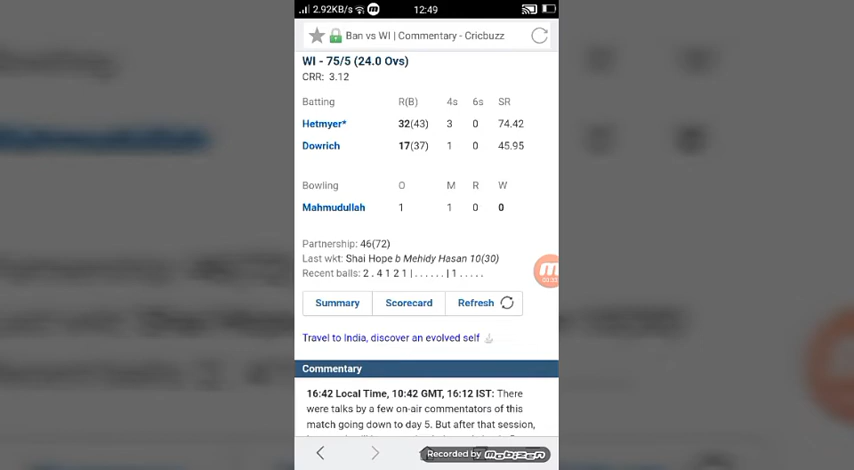 2.92KB/s 12:49
Ban vs WI | Commentary - Cricbuzz
WI - 75/5 (24.0 Ovs)
CRR: 3.12
Batting R(B) 4s 6s SR
Hetmyer* 32(43) 3 0 74.42
Dowrich 17(37) 1 0 45.95
Bowling O M R W
Mahmudullah 1 1 0 0
Partnership: 46(72)
Last wkt: Shai Hope b Mehidy Hasan 10(30)
Recent balls: 2 . 4 1 2 1 | . . . . . . | 1 . . . . .
Summary Scorecard Refresh
Travel to India, discover an evolved self
Commentary
16:42 Local Time, 10:42 GMT, 16:12 IST: There
were talks by a few on-air commentators of this
match going down to day 5. But after that session,
Recorded by mobizen